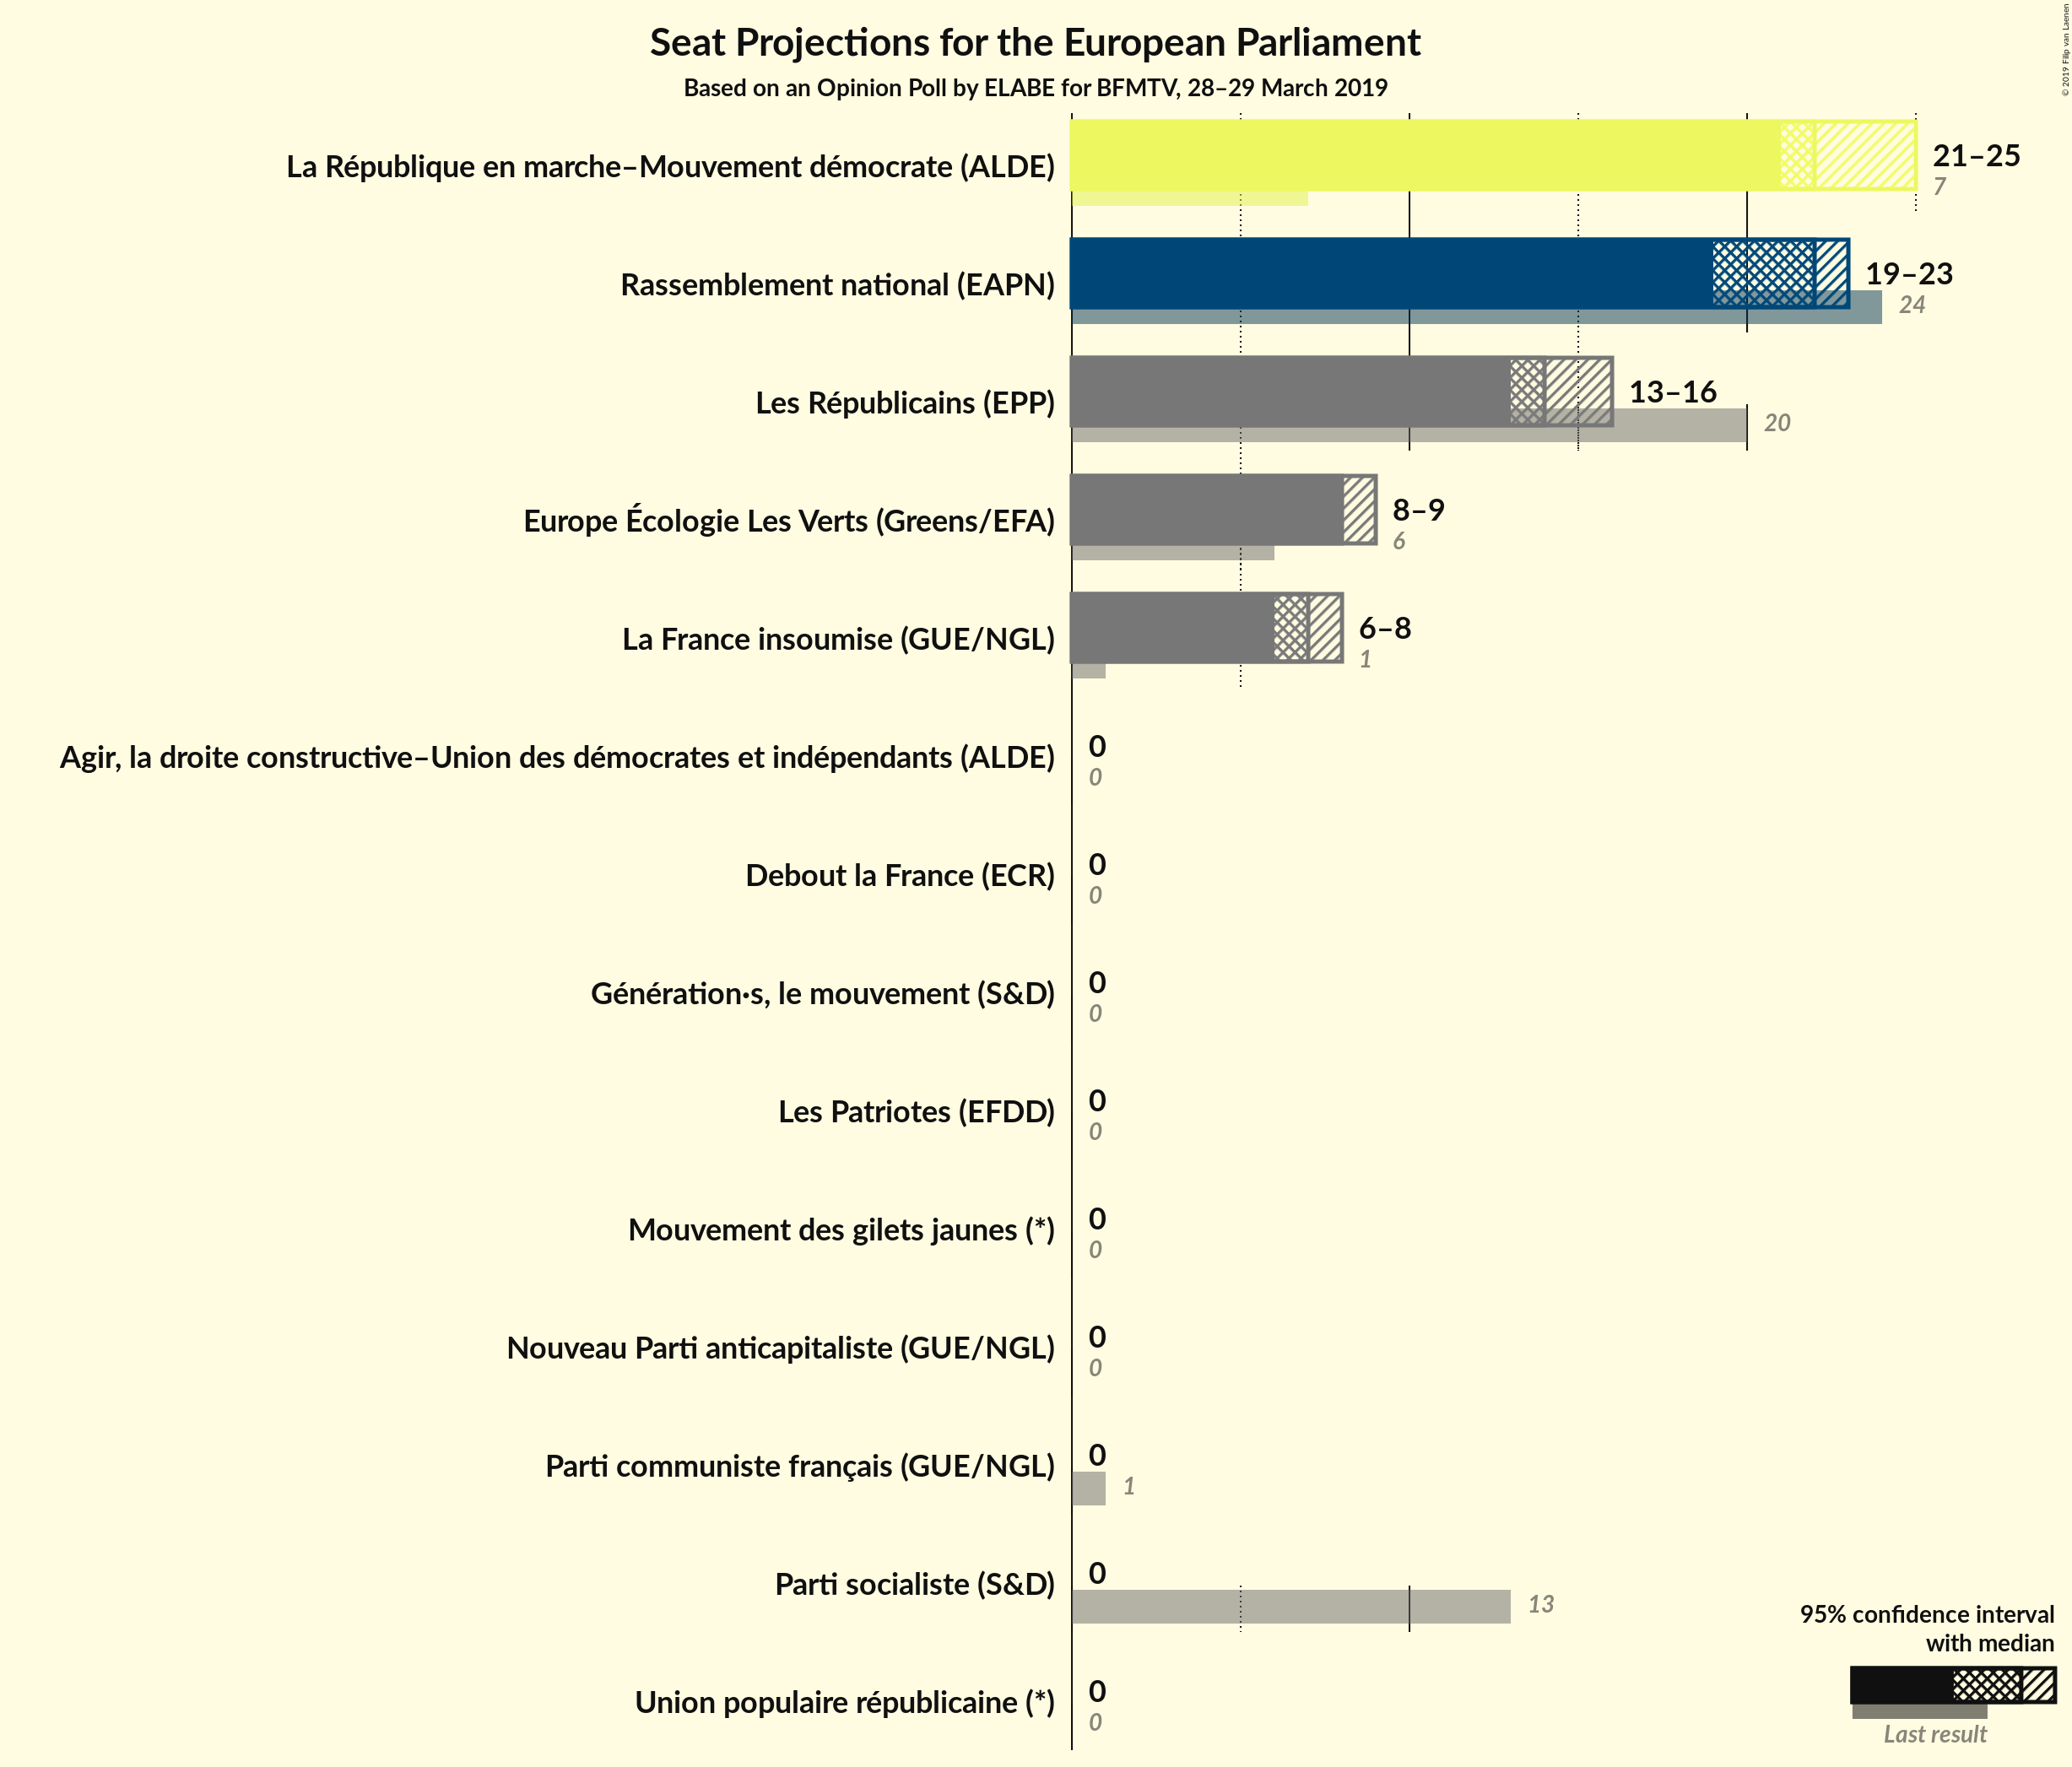 Seat Projections for the European Parliament
Based on an Opinion Poll by ELABE for BFMTV, 28–29 March 2019
© 2019 Filip van Laenen
La République en marche–Mouvement démocrate (ALDE)
21–25
7
Rassemblement national (EAPN)
19–23
24
Les Républicains (EPP)
13–16
20
Europe Écologie Les Verts (Greens/EFA)
8–9
6
La France insoumise (GUE/NGL)
6–8
1
Agir, la droite constructive–Union des démocrates et indépendants (ALDE)
0
0
Debout la France (ECR)
0
0
Génération·s, le mouvement (S&D)
0
0
Les Patriotes (EFDD)
0
0
Mouvement des gilets jaunes (*)
0
0
Nouveau Parti anticapitaliste (GUE/NGL)
0
0
Parti communiste français (GUE/NGL)
0
1
Parti socialiste (S&D)
0
13
Union populaire républicaine (*)
0
0
95% confidence interval
with median
Last result